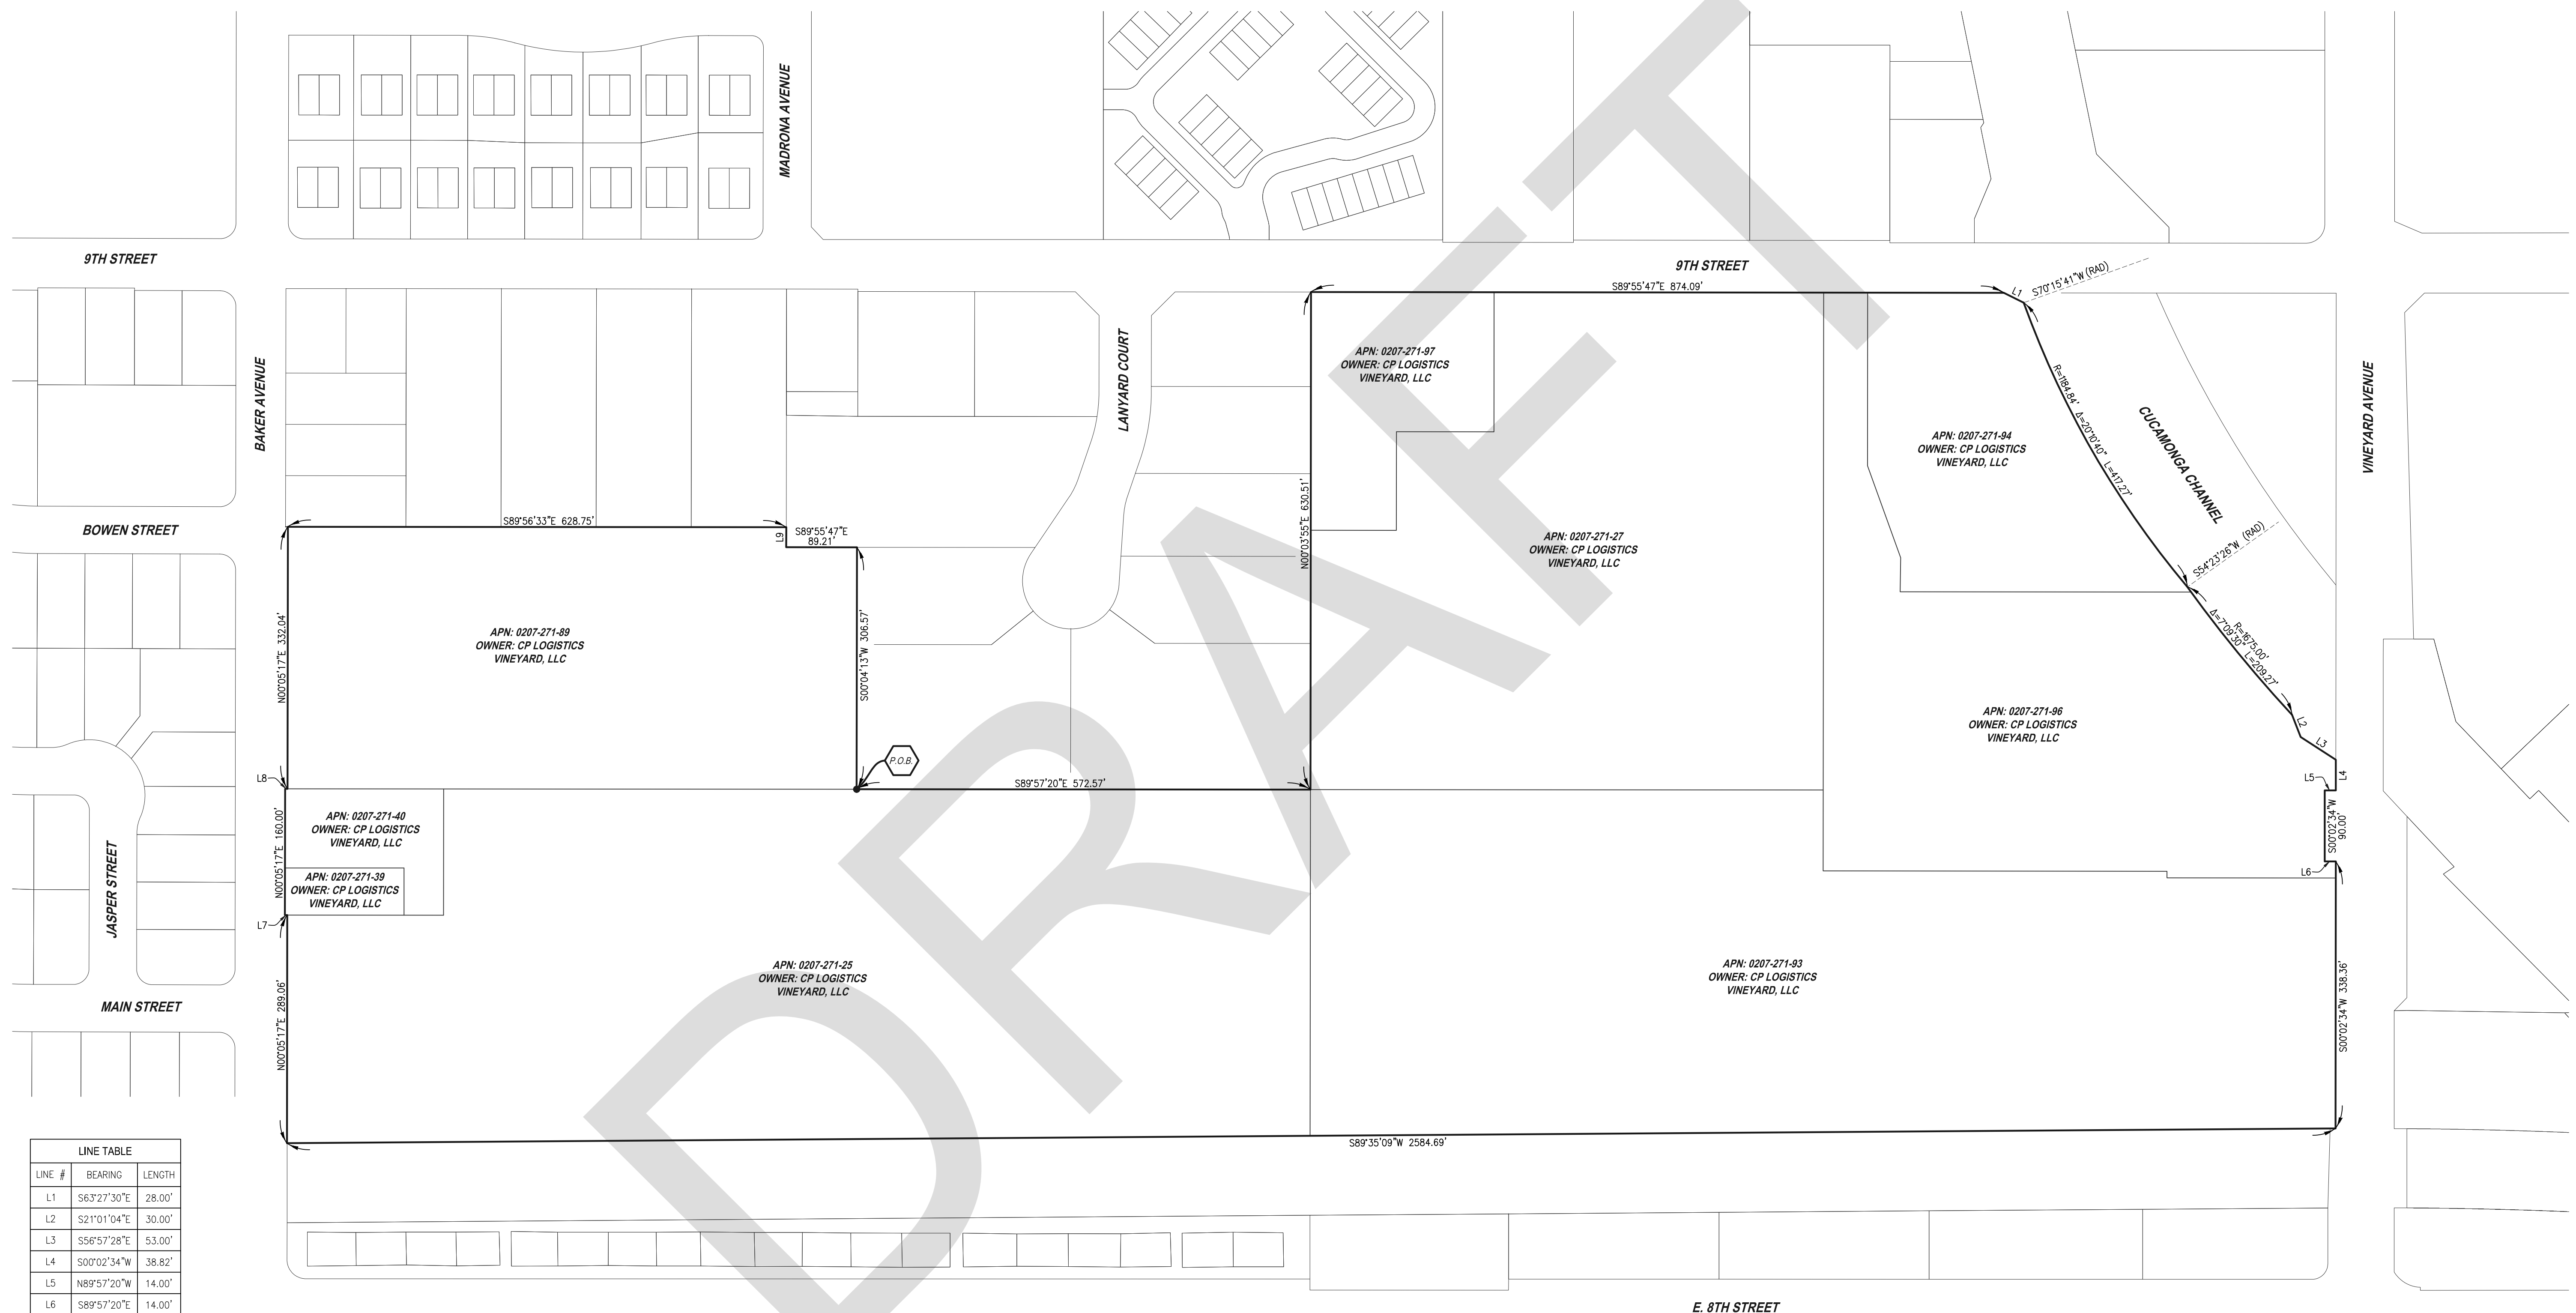 MADRONA AVENUE
9TH STREET
9TH STREET
S89°55'47"E 874.09'
L1
S70°15'41"W (RAD)
BAKER AVENUE
LANYARD COURT
VINEYARD AVENUE
APN: 0207-271-97
OWNER: CP LOGISTICS
VINEYARD, LLC
R=1184.84' Δ=20°10'40" L=417.27'
CUCAMONGA CHANNEL
APN: 0207-271-94
OWNER: CP LOGISTICS
VINEYARD, LLC
BOWEN STREET
S89°56'33"E 628.75'
L9
S89°55'47"E
89.21'
N00°03'55"E 630.51'
APN: 0207-271-27
OWNER: CP LOGISTICS
VINEYARD, LLC
S54°23'26"W (RAD)
N00°05'17"E 332.04'
APN: 0207-271-89
OWNER: CP LOGISTICS
VINEYARD, LLC
S00°04'13"W 306.57'
R=1675.00'
Δ=7°09'30" L=209.27'
APN: 0207-271-96
OWNER: CP LOGISTICS
VINEYARD, LLC
L2
L3
L4
L5
L8
P.O.B.
S89°57'20"E 572.57'
S00°02'34"W
90.00'
L6
N00°05'17"E 160.00'
APN: 0207-271-40
OWNER: CP LOGISTICS
VINEYARD, LLC
APN: 0207-271-39
OWNER: CP LOGISTICS
VINEYARD, LLC
JASPER STREET
L7
APN: 0207-271-25
OWNER: CP LOGISTICS
VINEYARD, LLC
APN: 0207-271-93
OWNER: CP LOGISTICS
VINEYARD, LLC
N00°05'17"E 289.06'
S00°02'34"W 338.36'
MAIN STREET
S89°35'09"W 2584.69'
DRAFT
LINE TABLE
LINE # BEARING LENGTH
L1 S63°27'30"E 28.00'
L2 S21°01'04"E 30.00'
L3 S56°57'28"E 53.00'
L4 S00°02'34"W 38.82'
L5 N89°57'20"W 14.00'
L6 S89°57'20"E 14.00'
E. 8TH STREET